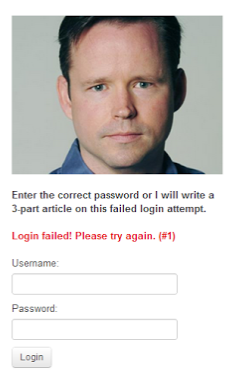 Enter the correct password or I will write a
3-part article on this failed login attempt.
Login failed! Please try again. (#1)
Username:
Password:
Login